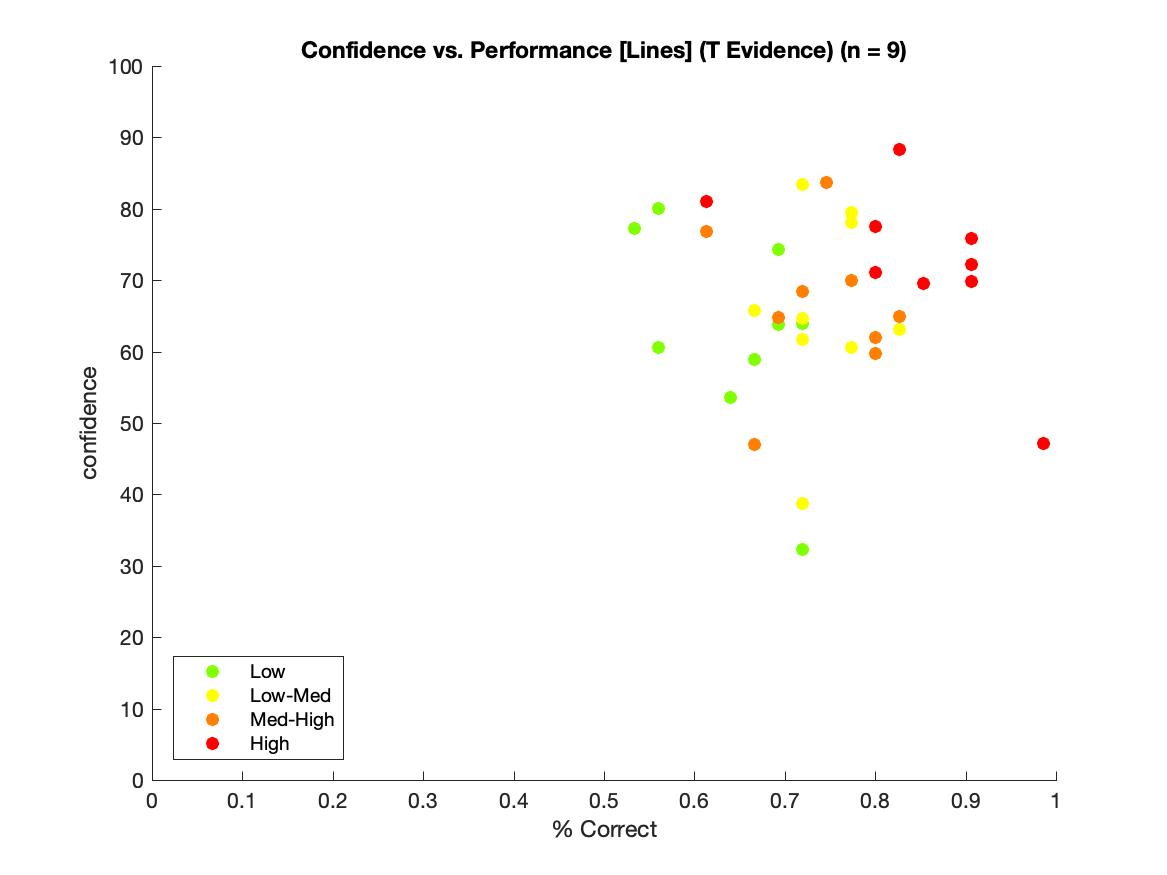 Confidence vs. Performance [Lines] (T Evidence) (n = 9)
100
90
80
70
60
50
40
30
20
10
0
confidence
Low
Low-Med
Med-High
High
0 0.1 0.2 0.3 0.4 0.5 0.6 0.7 0.8 0.9 1
% Correct